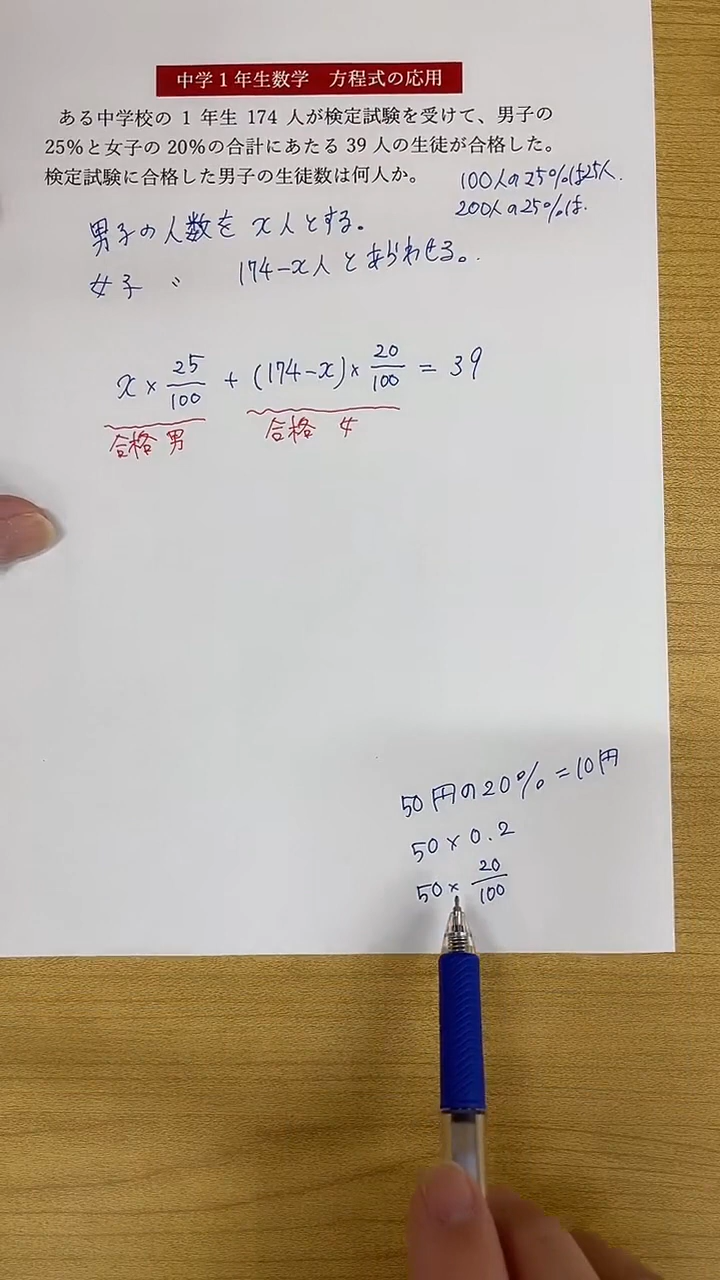 中学1年生数学 方程式の応用
ある中学校の 1 年生 174 人が検定試験を受けて、男子の
25%と女子の 20%の合計にあたる 39 人の生徒が合格した。
検定試験に合格した男子の生徒数は何人か。
100人の25%は25人.
200人の25%は.
男子の人数を x人とする。
女子 〃 174-x人 とあらわせる。
x × 25/100 + (174-x) × 20/100 = 39
合格 男 合格 女
50円の20% = 10円
50 × 0.2
50 × 20/100